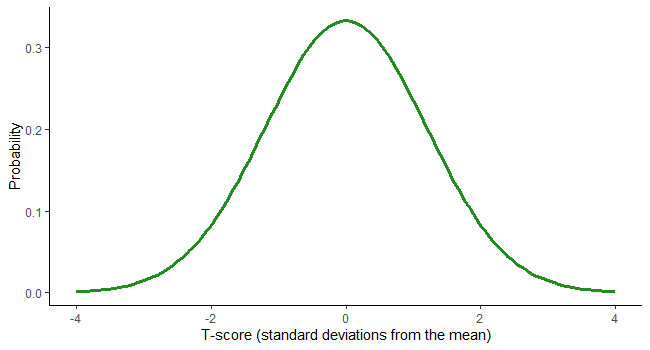 Probability
0.3
0.2
0.1
0.0
-4 -2 0 2 4
T-score (standard deviations from the mean)